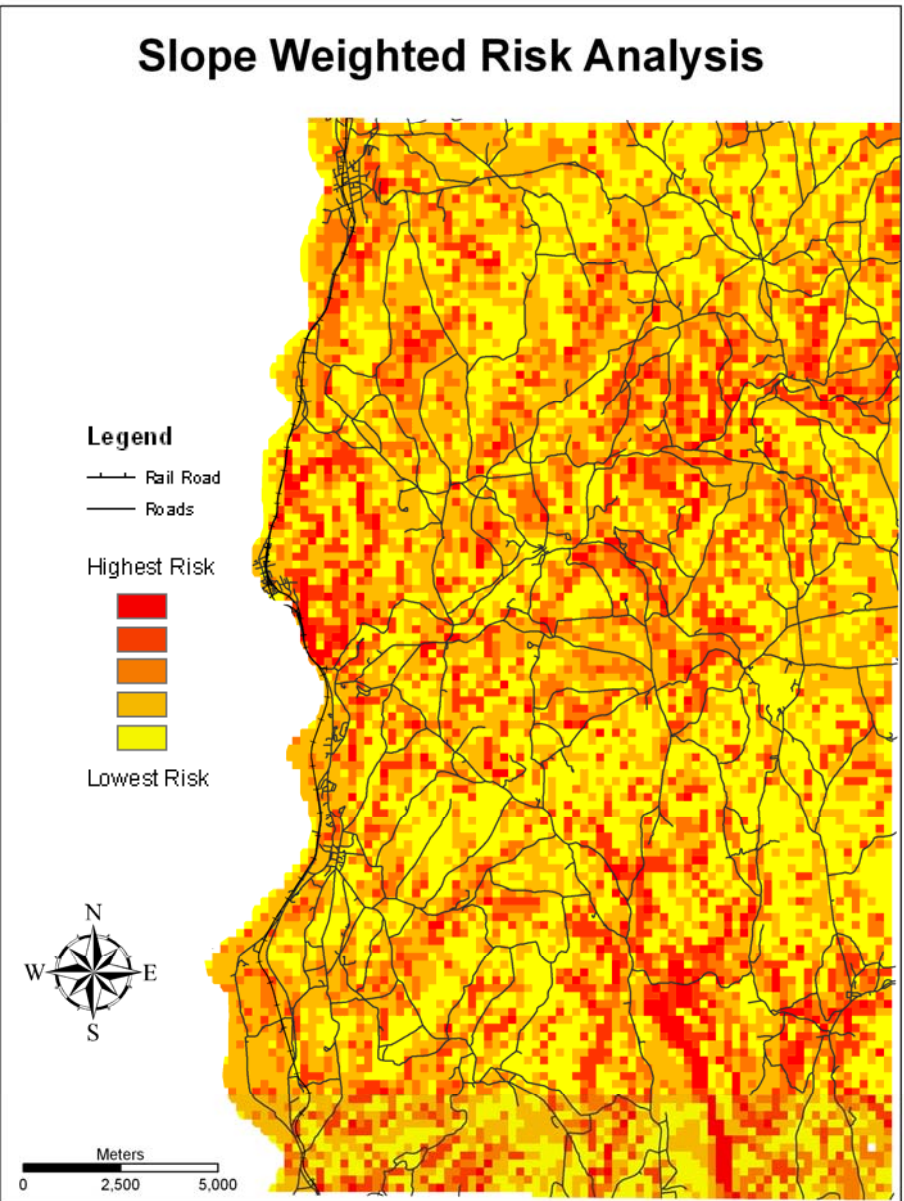 Slope Weighted Risk Analysis
Legend
Rail Road
Roads
Highest Risk
Lowest Risk
N
W E
S
Meters
0 2,500 5,000